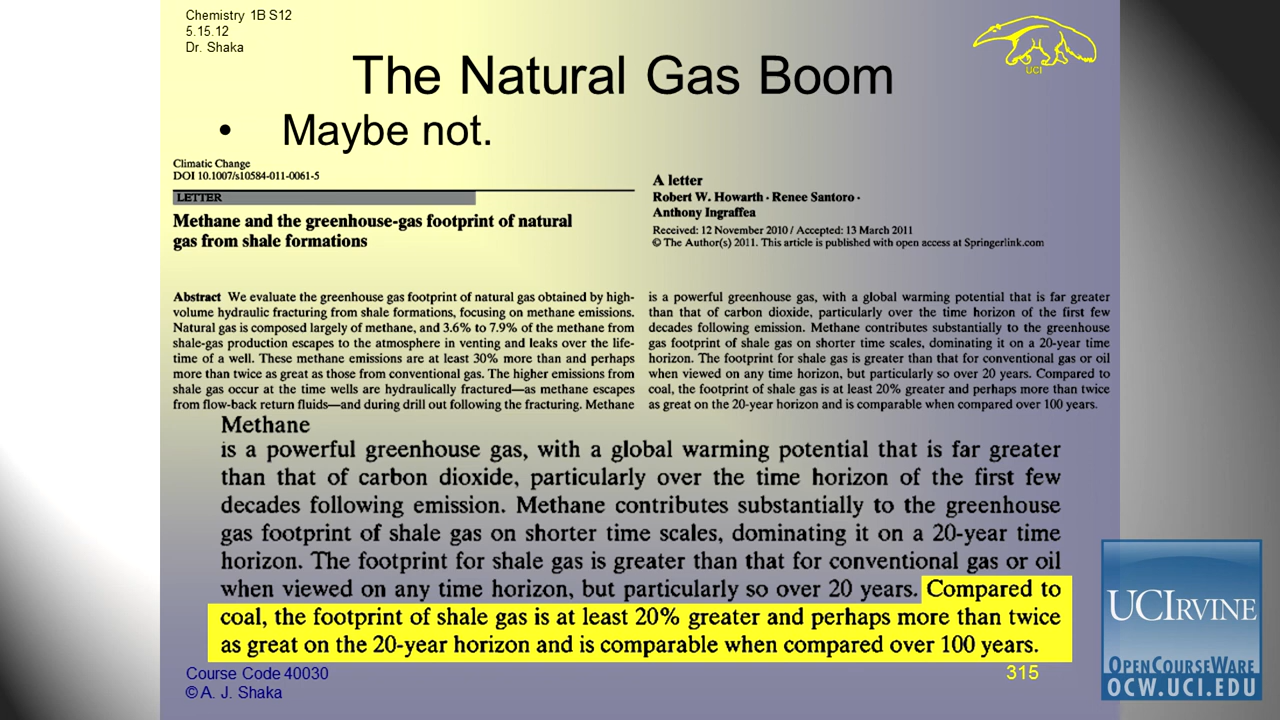 Chemistry 1B S12
5.15.12
Dr. Shaka
The Natural Gas Boom
UCI
• Maybe not.
Climatic Change
DOI 10.1007/s10584-011-0061-5
LETTER
Methane and the greenhouse-gas footprint of natural
gas from shale formations
A letter
Robert W. Howarth · Renee Santoro ·
Anthony Ingraffea
Received: 12 November 2010 / Accepted: 13 March 2011
© The Author(s) 2011. This article is published with open access at Springerlink.com
Abstract We evaluate the greenhouse gas footprint of natural gas obtained by high-
volume hydraulic fracturing from shale formations, focusing on methane emissions.
Natural gas is composed largely of methane, and 3.6% to 7.9% of the methane from
shale-gas production escapes to the atmosphere in venting and leaks over the life-
time of a well. These methane emissions are at least 30% more than and perhaps
more than twice as great as those from conventional gas. The higher emissions from
shale gas occur at the time wells are hydraulically fractured—as methane escapes
from flow-back return fluids—and during drill out following the fracturing. Methane
is a powerful greenhouse gas, with a global warming potential that is far greater
than that of carbon dioxide, particularly over the time horizon of the first few
decades following emission. Methane contributes substantially to the greenhouse
gas footprint of shale gas on shorter time scales, dominating it on a 20-year time
horizon. The footprint for shale gas is greater than that for conventional gas or oil
when viewed on any time horizon, but particularly so over 20 years. Compared to
coal, the footprint of shale gas is at least 20% greater and perhaps more than twice
as great on the 20-year horizon and is comparable when compared over 100 years.
Methane
is a powerful greenhouse gas, with a global warming potential that is far greater
than that of carbon dioxide, particularly over the time horizon of the first few
decades following emission. Methane contributes substantially to the greenhouse
gas footprint of shale gas on shorter time scales, dominating it on a 20-year time
horizon. The footprint for shale gas is greater than that for conventional gas or oil
when viewed on any time horizon, but particularly so over 20 years. Compared to
coal, the footprint of shale gas is at least 20% greater and perhaps more than twice
as great on the 20-year horizon and is comparable when compared over 100 years.
Course Code 40030
© A. J. Shaka
315
UCIRVINE
OPENCOURSEWARE
OCW.UCI.EDU